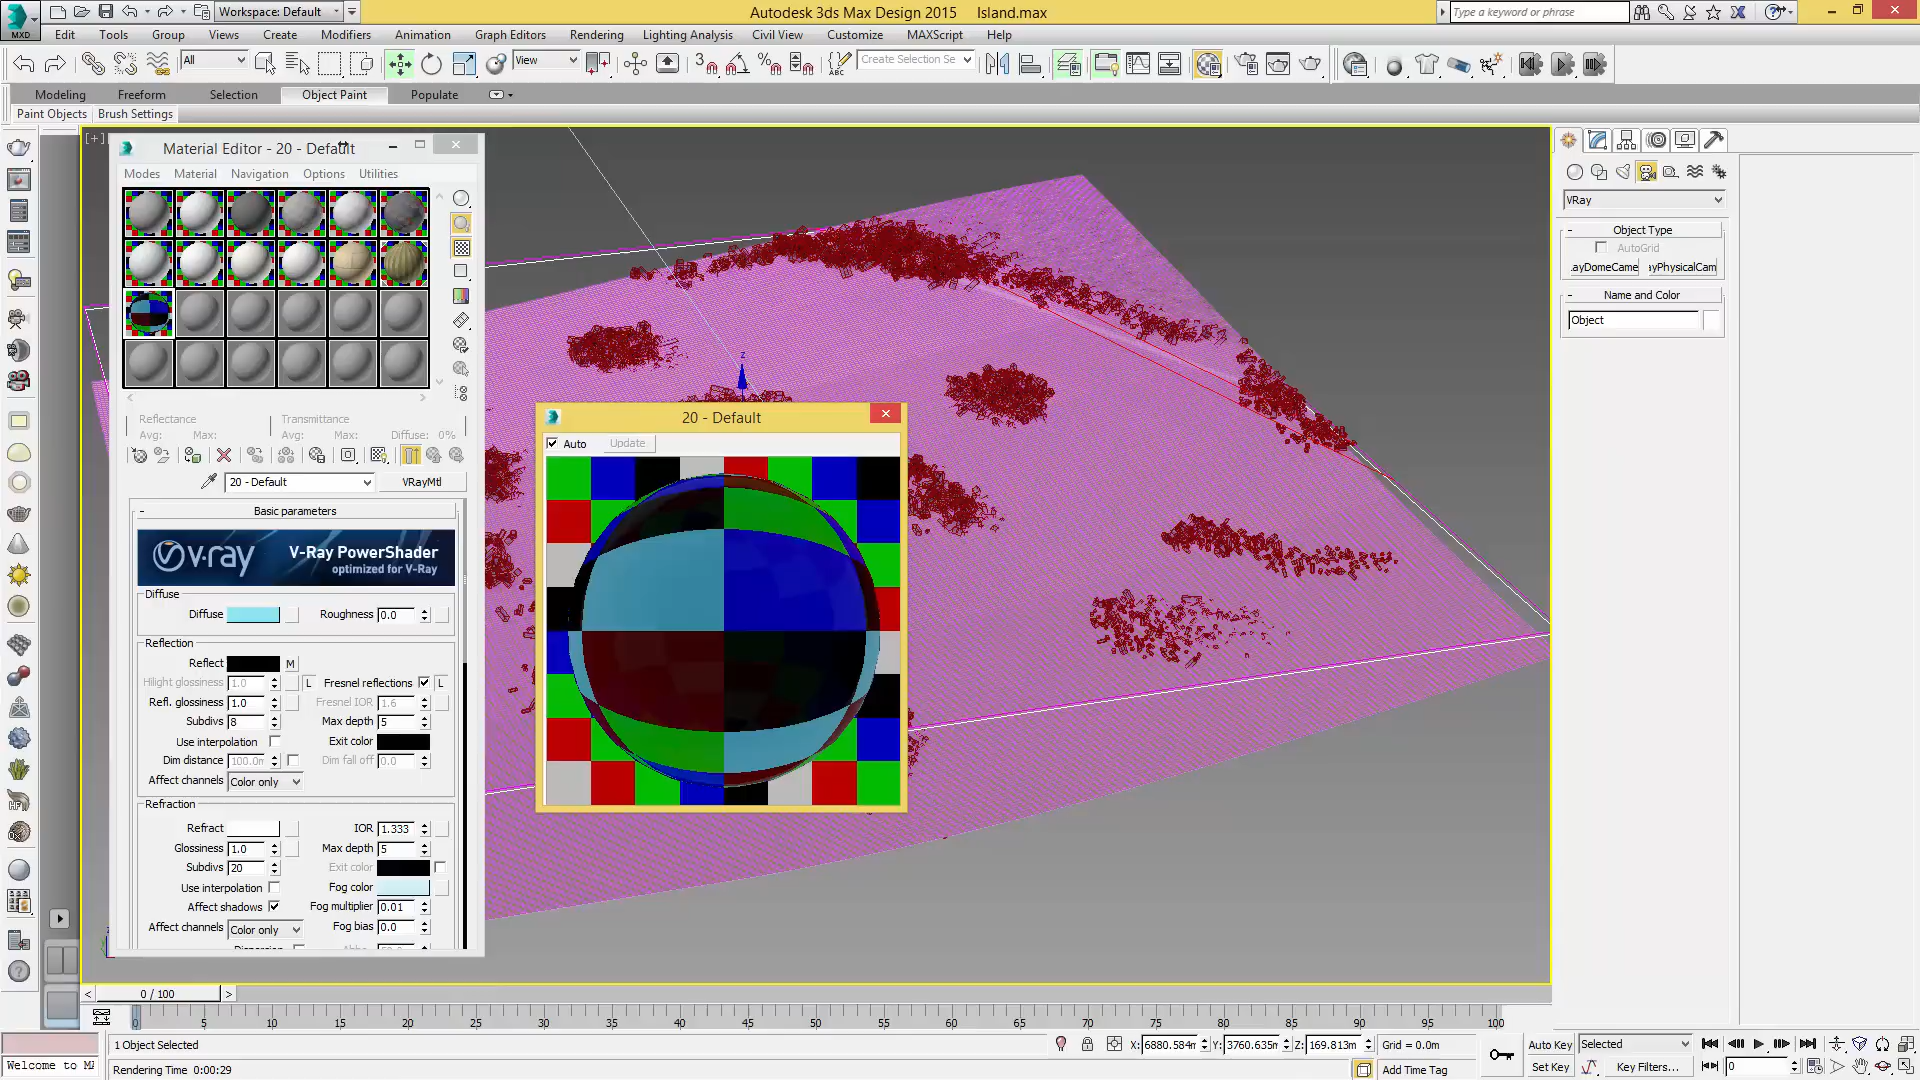 Workspace: Default
Autodesk 3ds Max Design 2015 Island.max
Type a keyword or phrase
MXD
Edit Tools Group Views Create Modifiers Animation Graph Editors Rendering Lighting Analysis Civil View Customize MAXScript Help
All
View
Create Selection Se
Modeling Freeform Selection Object Paint Populate
Paint Objects Brush Settings
[+]
Material Editor - 20 - Default
Modes Material Navigation Options Utilities
Reflectance Transmittance
Avg: Max: Avg: Max: Diffuse: 0%
20 - Default VRayMtl
Basic parameters
V-Ray PowerShader
optimized for V-Ray
Diffuse
Diffuse Roughness 0.0
Reflection
Reflect M
Hilight glossiness 1.0 L Fresnel reflections L
Refl. glossiness 1.0 Fresnel IOR 1.6
Subdivs 8 Max depth 5
Use interpolation Exit color
Dim distance 100.0m Dim fall off 0.0
Affect channels Color only
Refraction
Refract IOR 1.333
Glossiness 1.0 Max depth 5
Subdivs 20 Exit color
Use interpolation Fog color
Affect shadows Fog multiplier 0.01
Affect channels Color only Fog bias 0.0
20 - Default
Auto Update
z
VRay
Object Type
AutoGrid
.ayDomeCame ayPhysicalCam
Name and Color
Object
0 / 100
0 5 10 15 20 25 30 35 40 45 50 55 60 65 70 75 80 85 90 95 100
1 Object Selected X: 6880.584m Y: 3760.635m Z: 169.813m Grid = 0.0m Auto Key Selected
Welcome to MA Rendering Time 0:00:29 Add Time Tag Set Key Key Filters... 0